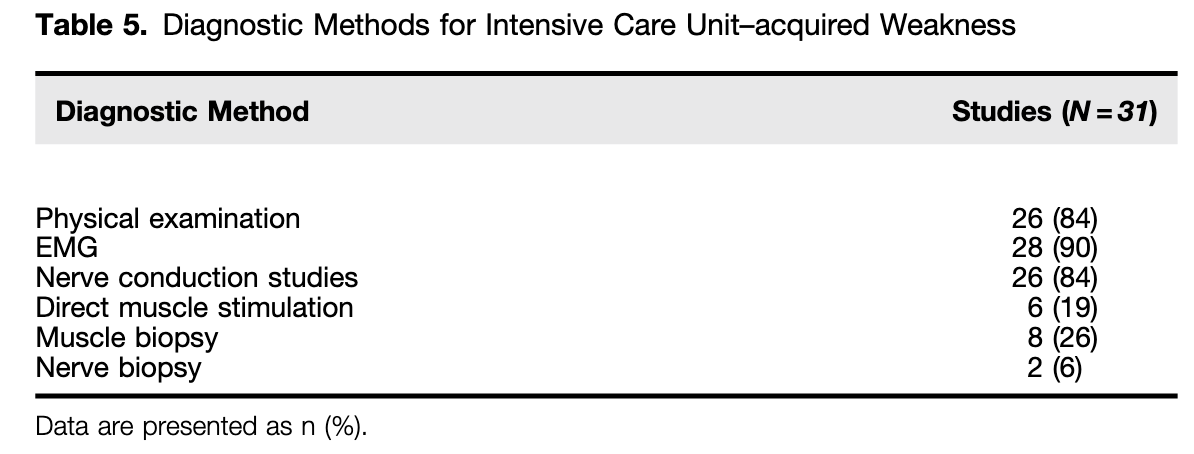 Table 5. Diagnostic Methods for Intensive Care Unit–acquired Weakness
Diagnostic Method Studies (N = 31)
Physical examination 26 (84)
EMG 28 (90)
Nerve conduction studies 26 (84)
Direct muscle stimulation 6 (19)
Muscle biopsy 8 (26)
Nerve biopsy 2 (6)
Data are presented as n (%).